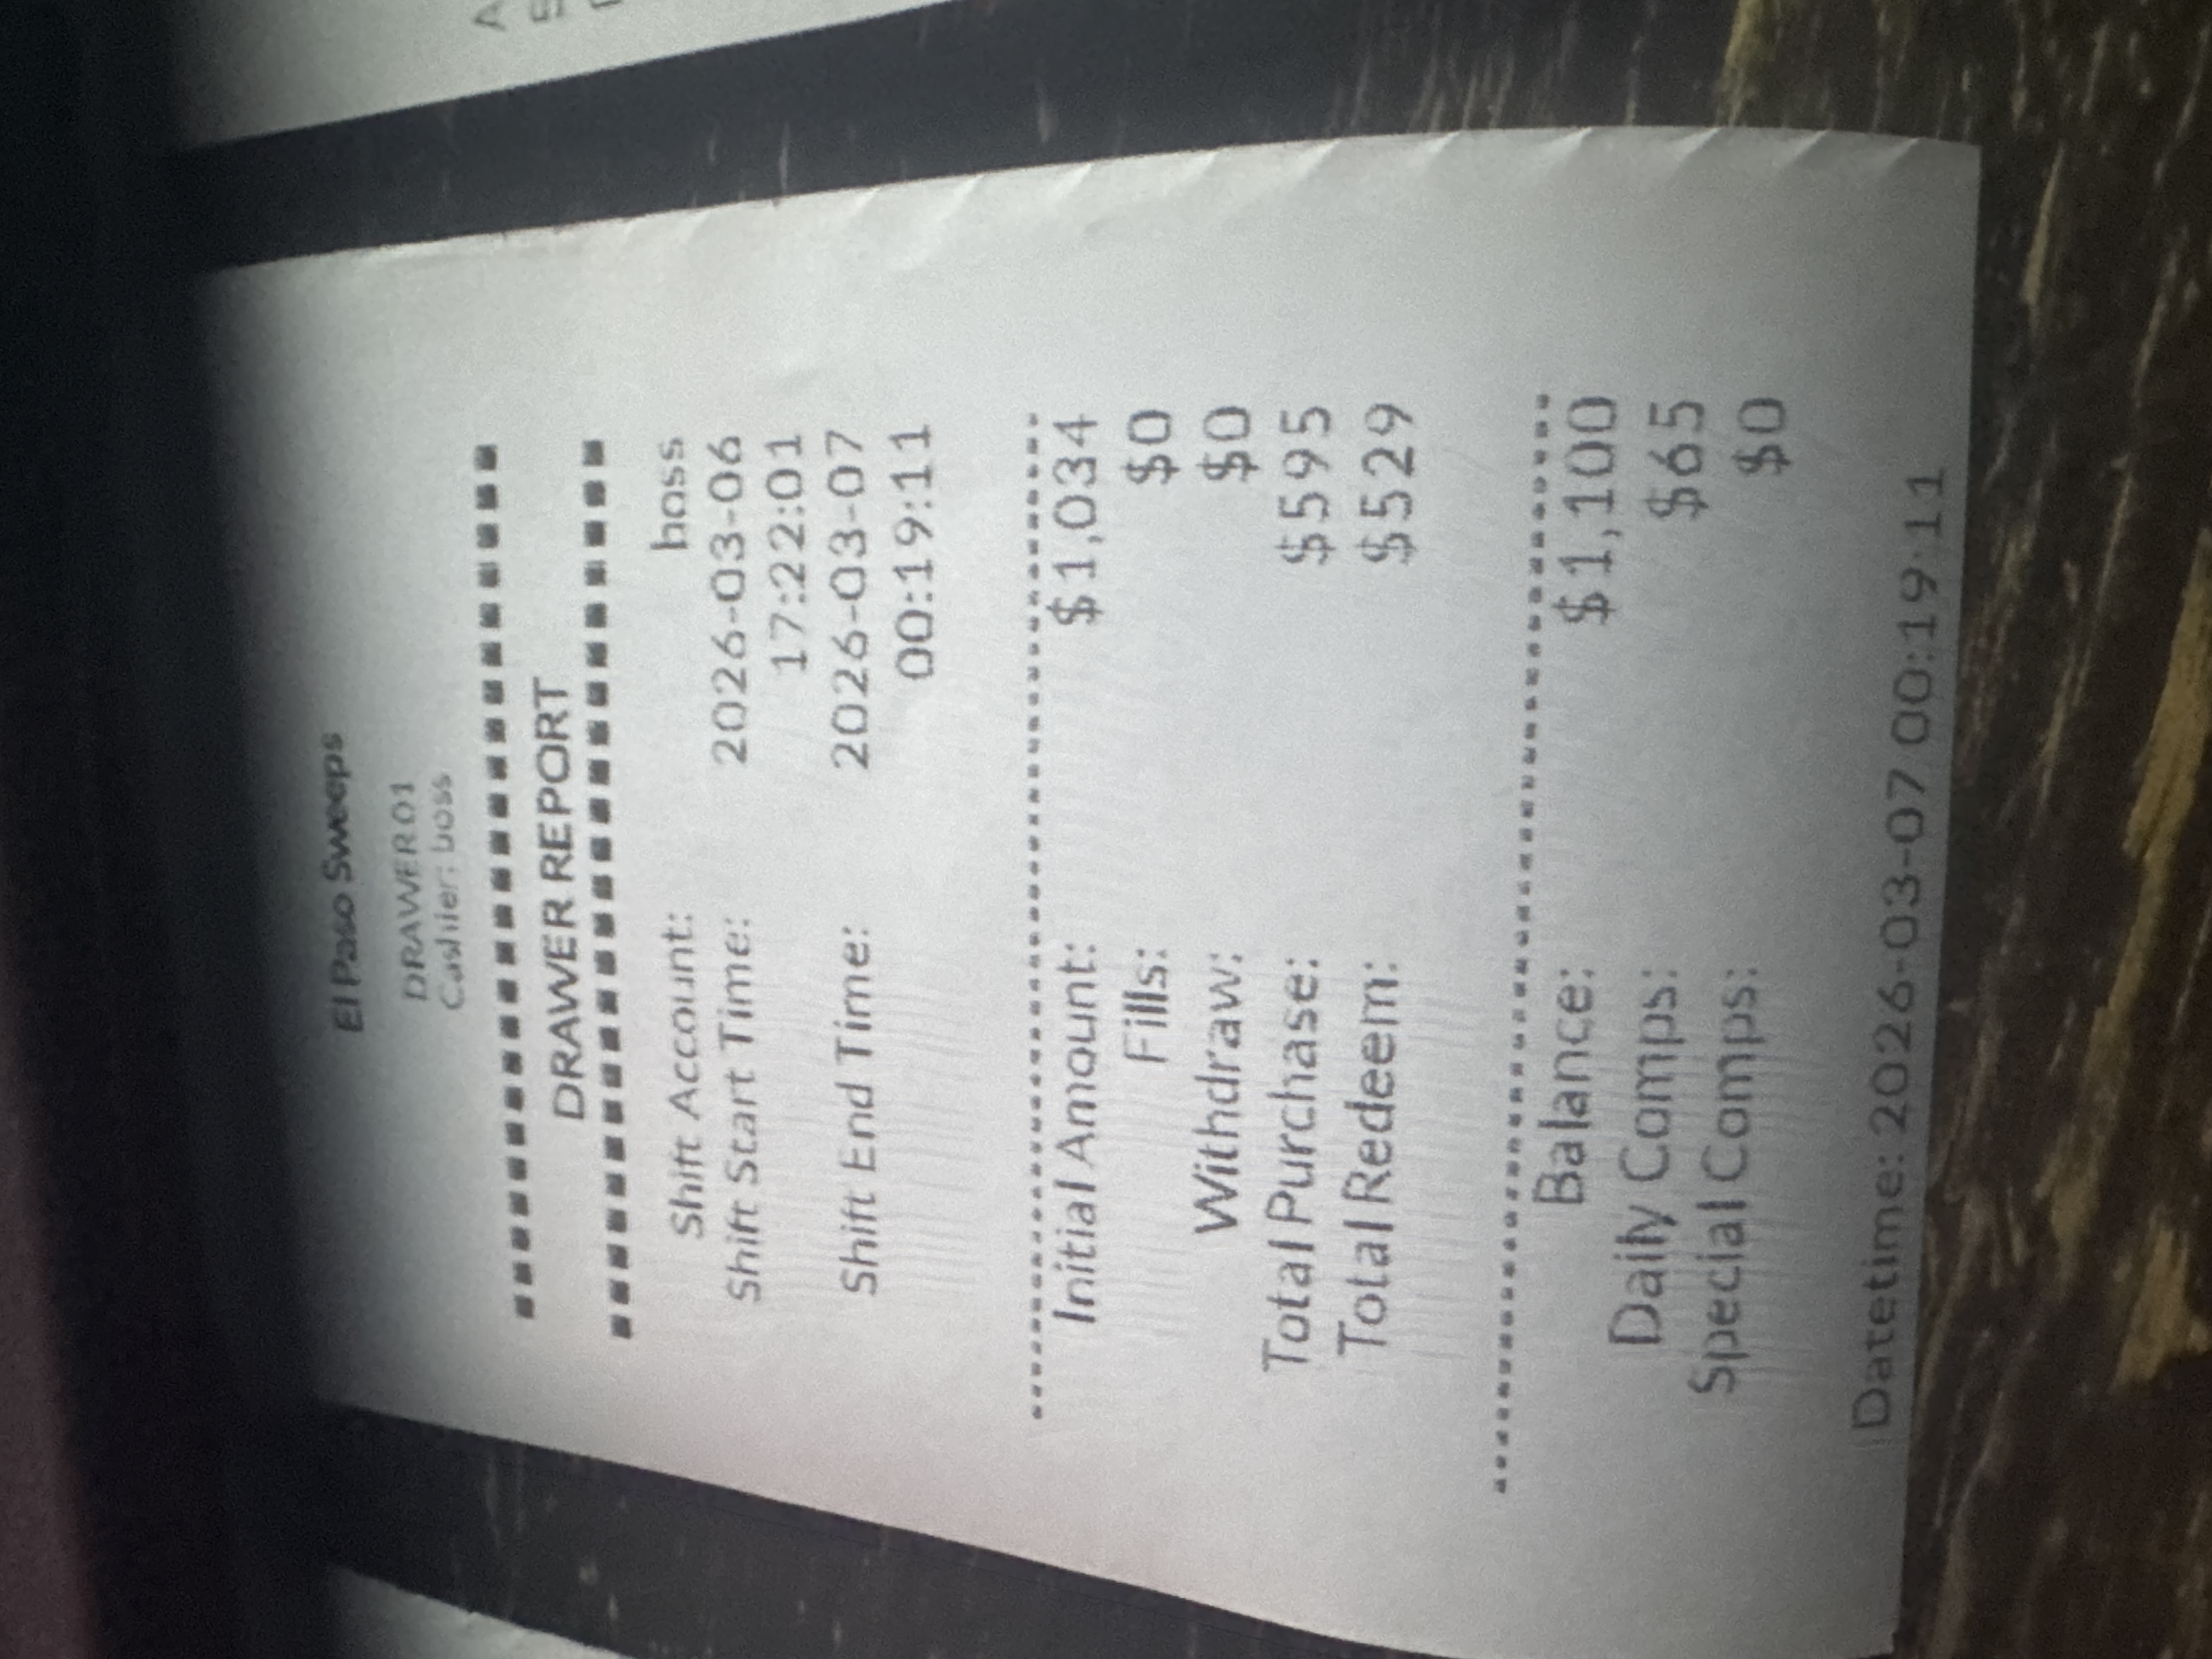 El Paso Sweeps
DRAWER01
Cashier: boss
DRAWER REPORT
Shift Account: boss
Shift Start Time: 2026-03-06
17:22:01
Shift End Time: 2026-03-07
00:19:11
Initial Amount: $1,034
Fills: $0
Withdraw: $0
Total Purchase: $595
Total Redeem: $529
Balance: $1,100
Daily Comps: $65
Special Comps: $0
Datetime: 2026-03-07 00:19:11